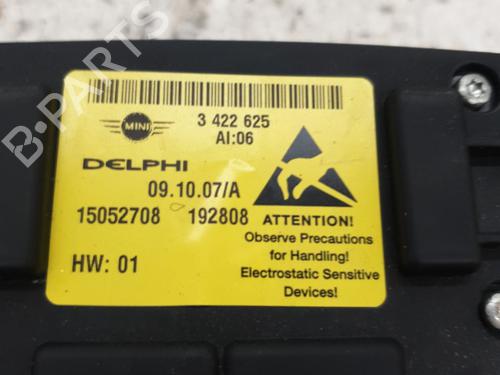 MINI
3 422 625
AI:06
DELPHI
09.10.07/A
15052708 192808
HW: 01
ATTENTION!
Observe Precautions
for Handling!
Electrostatic Sensitive
Devices!
B-PARTS